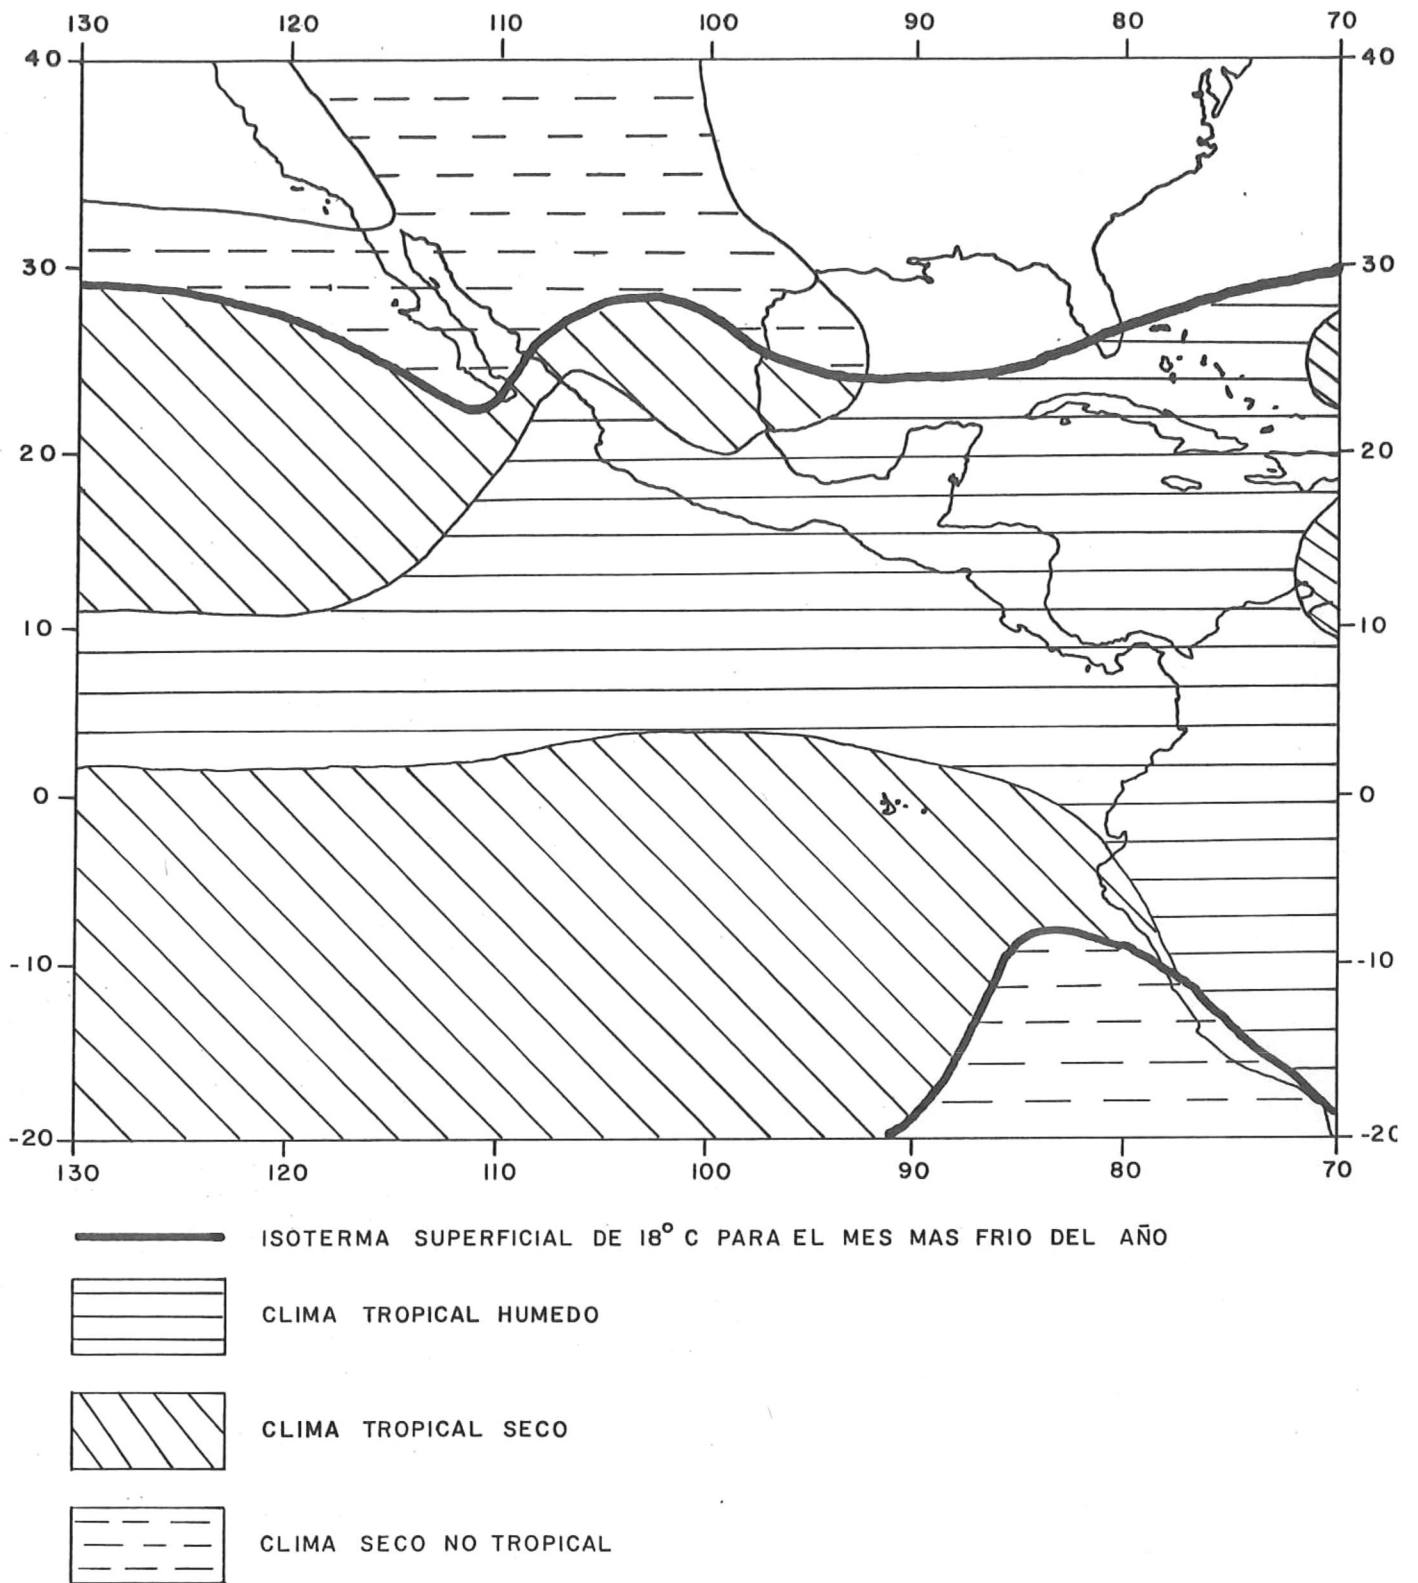 130 120 110 100 90 80 70
40 40
30 30
20 20
10 10
0 0
-10 -10
-20 -20
130 120 110 100 90 80 70
ISOTERMA SUPERFICIAL DE 18° C PARA EL MES MAS FRIO DEL AÑO
CLIMA TROPICAL HUMEDO
CLIMA TROPICAL SECO
CLIMA SECO NO TROPICAL